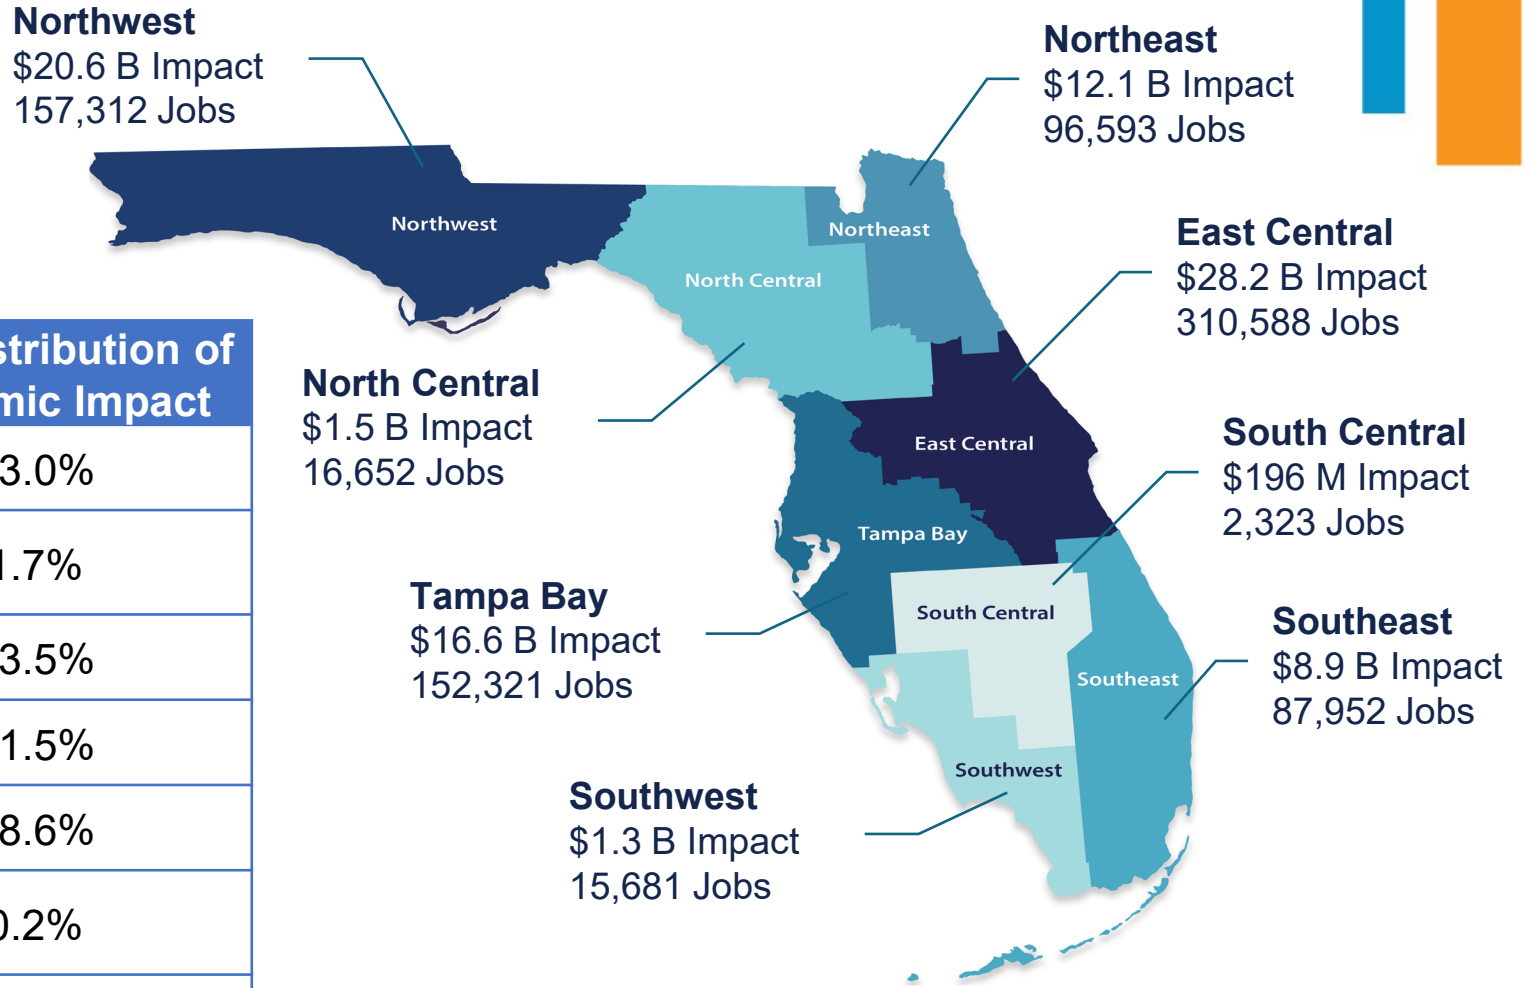 Northwest
$20.6 B Impact
157,312 Jobs
Northeast
$12.1 B Impact
96,593 Jobs
East Central
$28.2 B Impact
310,588 Jobs
North Central
$1.5 B Impact
16,652 Jobs
South Central
$196 M Impact
2,323 Jobs
Tampa Bay
$16.6 B Impact
152,321 Jobs
Southeast
$8.9 B Impact
87,952 Jobs
Southwest
$1.3 B Impact
15,681 Jobs
Northwest
Northeast
North Central
East Central
Tampa Bay
South Central
Southeast
Southwest
of
Impact
3.0%
.7%
3.5%
1.5%
8.6%
.2%